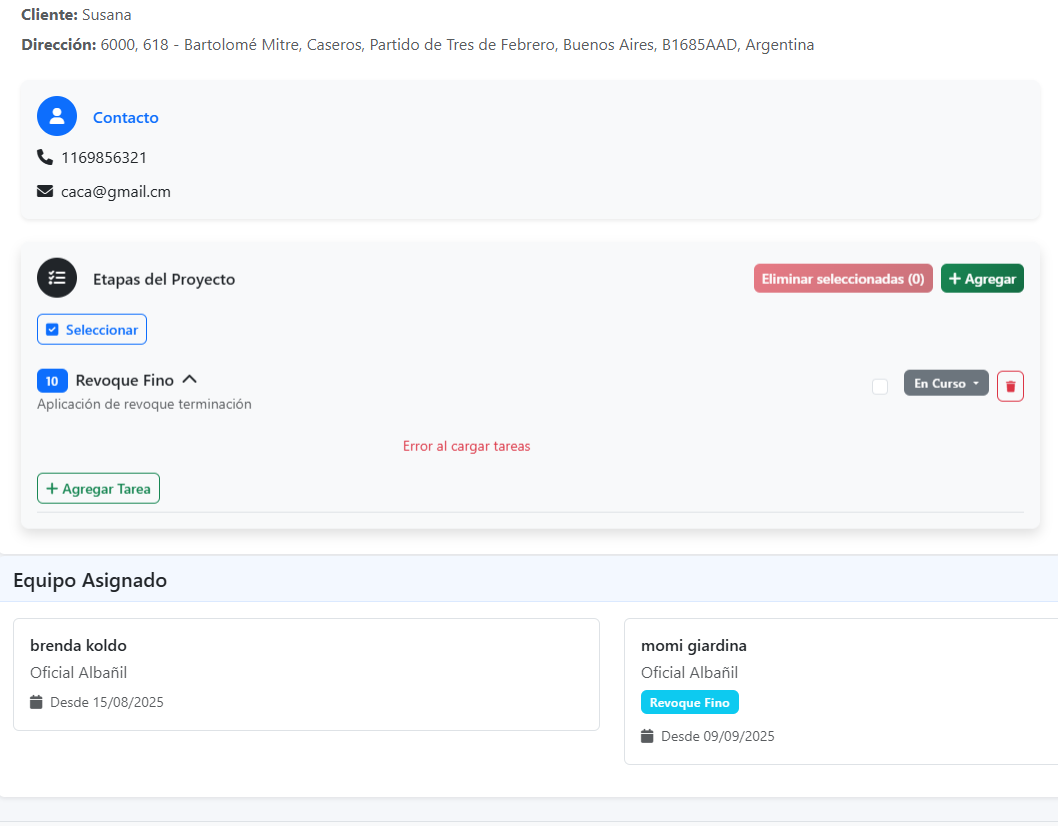 Cliente: Susana
Dirección: 6000, 618 - Bartolomé Mitre, Caseros, Partido de Tres de Febrero, Buenos Aires, B1685AAD, Argentina
Contacto
1169856321
caca@gmail.cm
Etapas del Proyecto
Eliminar seleccionadas (0)
+ Agregar
Seleccionar
10 Revoque Fino
En Curso
Aplicación de revoque terminación
Error al cargar tareas
+ Agregar Tarea
Equipo Asignado
brenda koldo
Oficial Albañil
Desde 15/08/2025
momi giardina
Oficial Albañil
Revoque Fino
Desde 09/09/2025